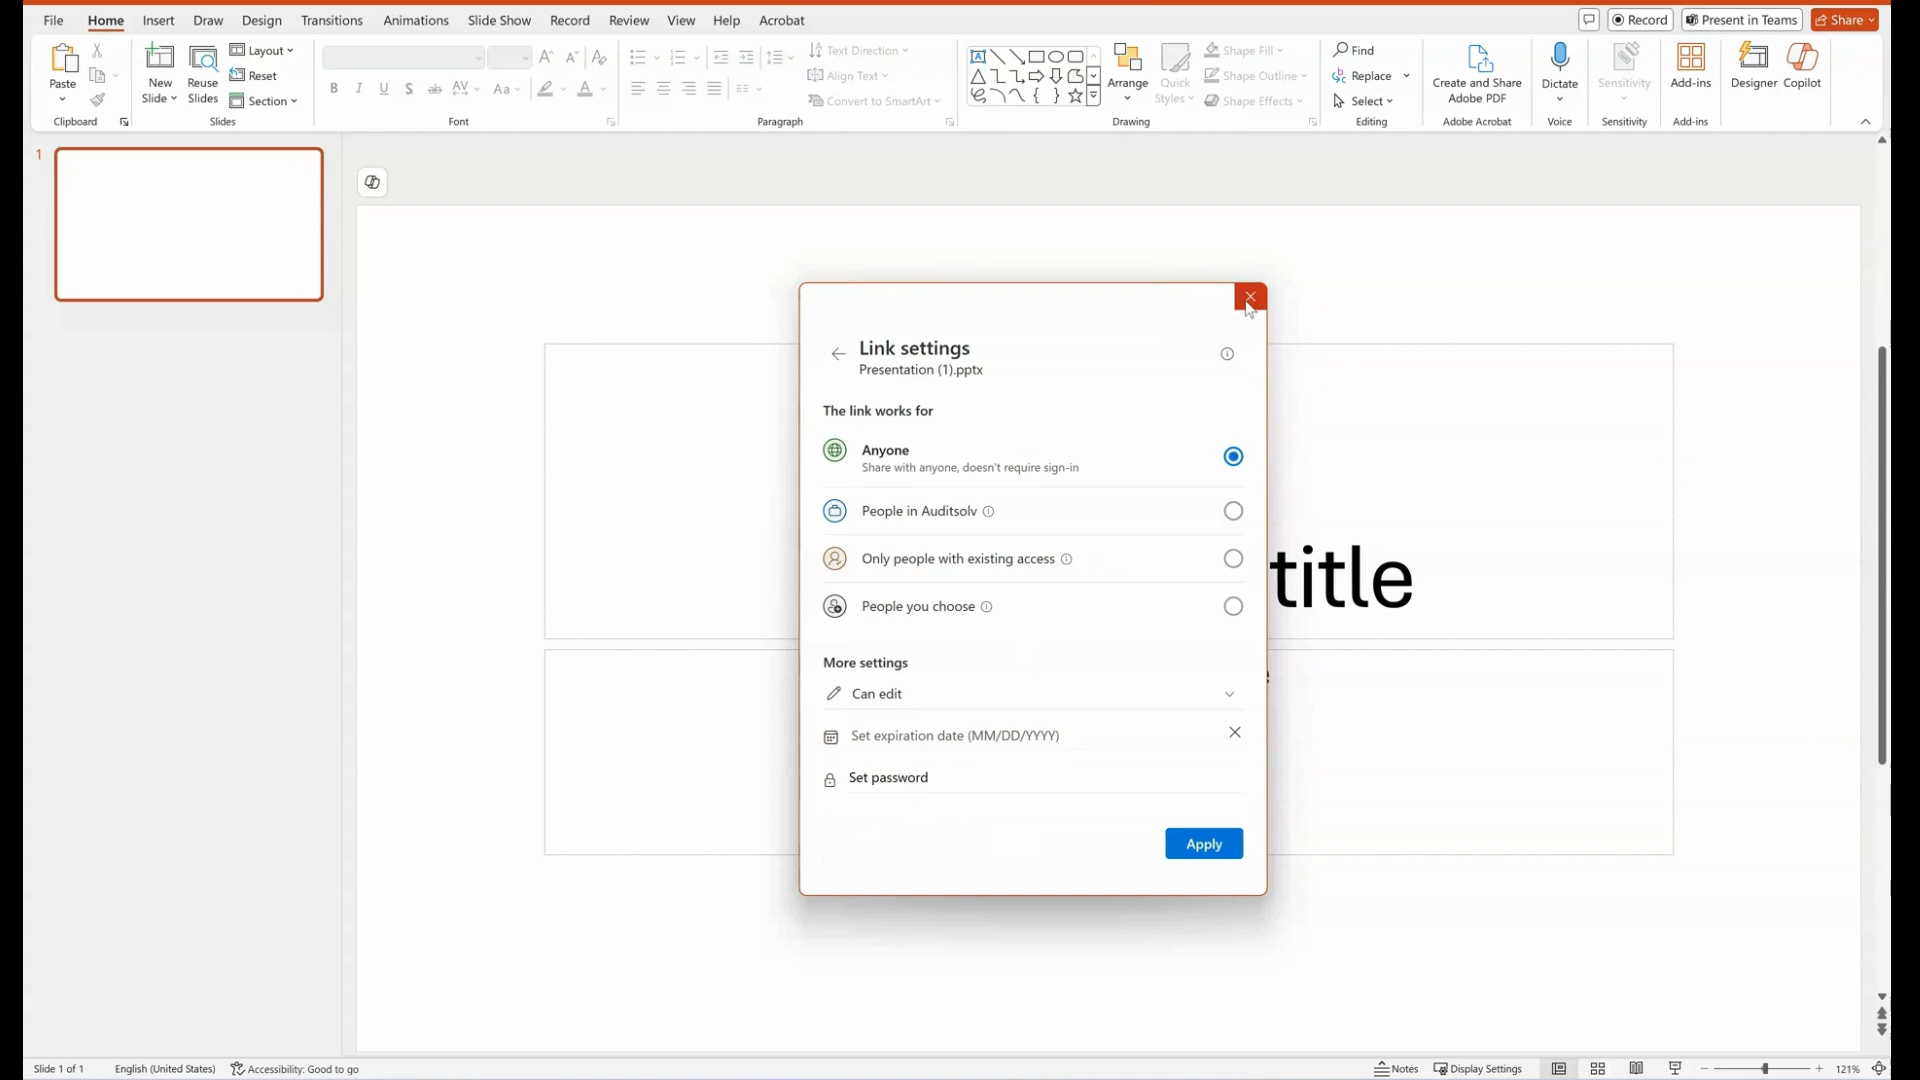 File Home Insert Draw Design Transitions Animations Slide Show Record Review View Help Acrobat Record Present in Teams Share
Paste
New Slide
Reuse Slides
Layout
Reset
Section
B I U S ab AV Aa A
Text Direction
Align Text
Convert to SmartArt
Arrange
Quick Styles
Shape Fill
Shape Outline
Shape Effects
Find
Replace
Select
Create and Share Adobe PDF
Dictate
Sensitivity
Add-ins
Designer
Copilot
Clipboard Slides Font Paragraph Drawing Editing Adobe Acrobat Voice Sensitivity Add-ins
1
Link settings
Presentation (1).pptx
The link works for
Anyone
Share with anyone, doesn't require sign-in
People in Auditsolv
Only people with existing access
People you choose
title
More settings
Can edit
Set expiration date (MM/DD/YYYY)
Set password
Apply
Slide 1 of 1 English (United States) Accessibility: Good to go Notes Display Settings 121%